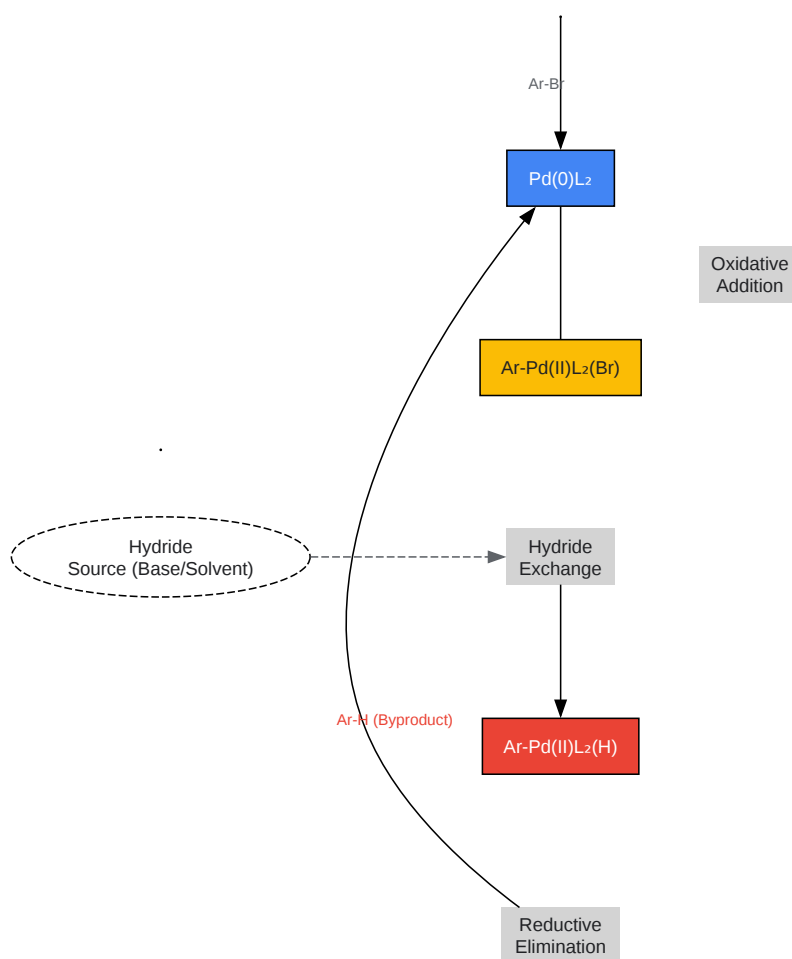 Ar-Br
Pd(0)L₂
Oxidative
Addition
Ar-Pd(II)L₂(Br)
Hydride
Source (Base/Solvent)
Hydride
Exchange
Ar-H (Byproduct)
Ar-Pd(II)L₂(H)
Reductive
Elimination